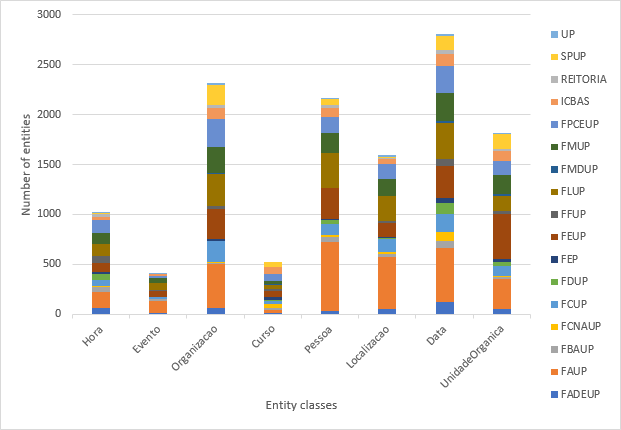 3000
2500
2000
1500
1000
500
0
Number of entities
Hora
Evento
Organizacao
Curso
Pessoa
Localizacao
Data
UnidadeOrganica
Entity classes
UP
SPUP
REITORIA
ICBAS
FPCEUP
FMUP
FMDUP
FLUP
FFUP
FEUP
FEP
FDUP
FCUP
FCNAUP
FBAUP
FAUP
FADEUP